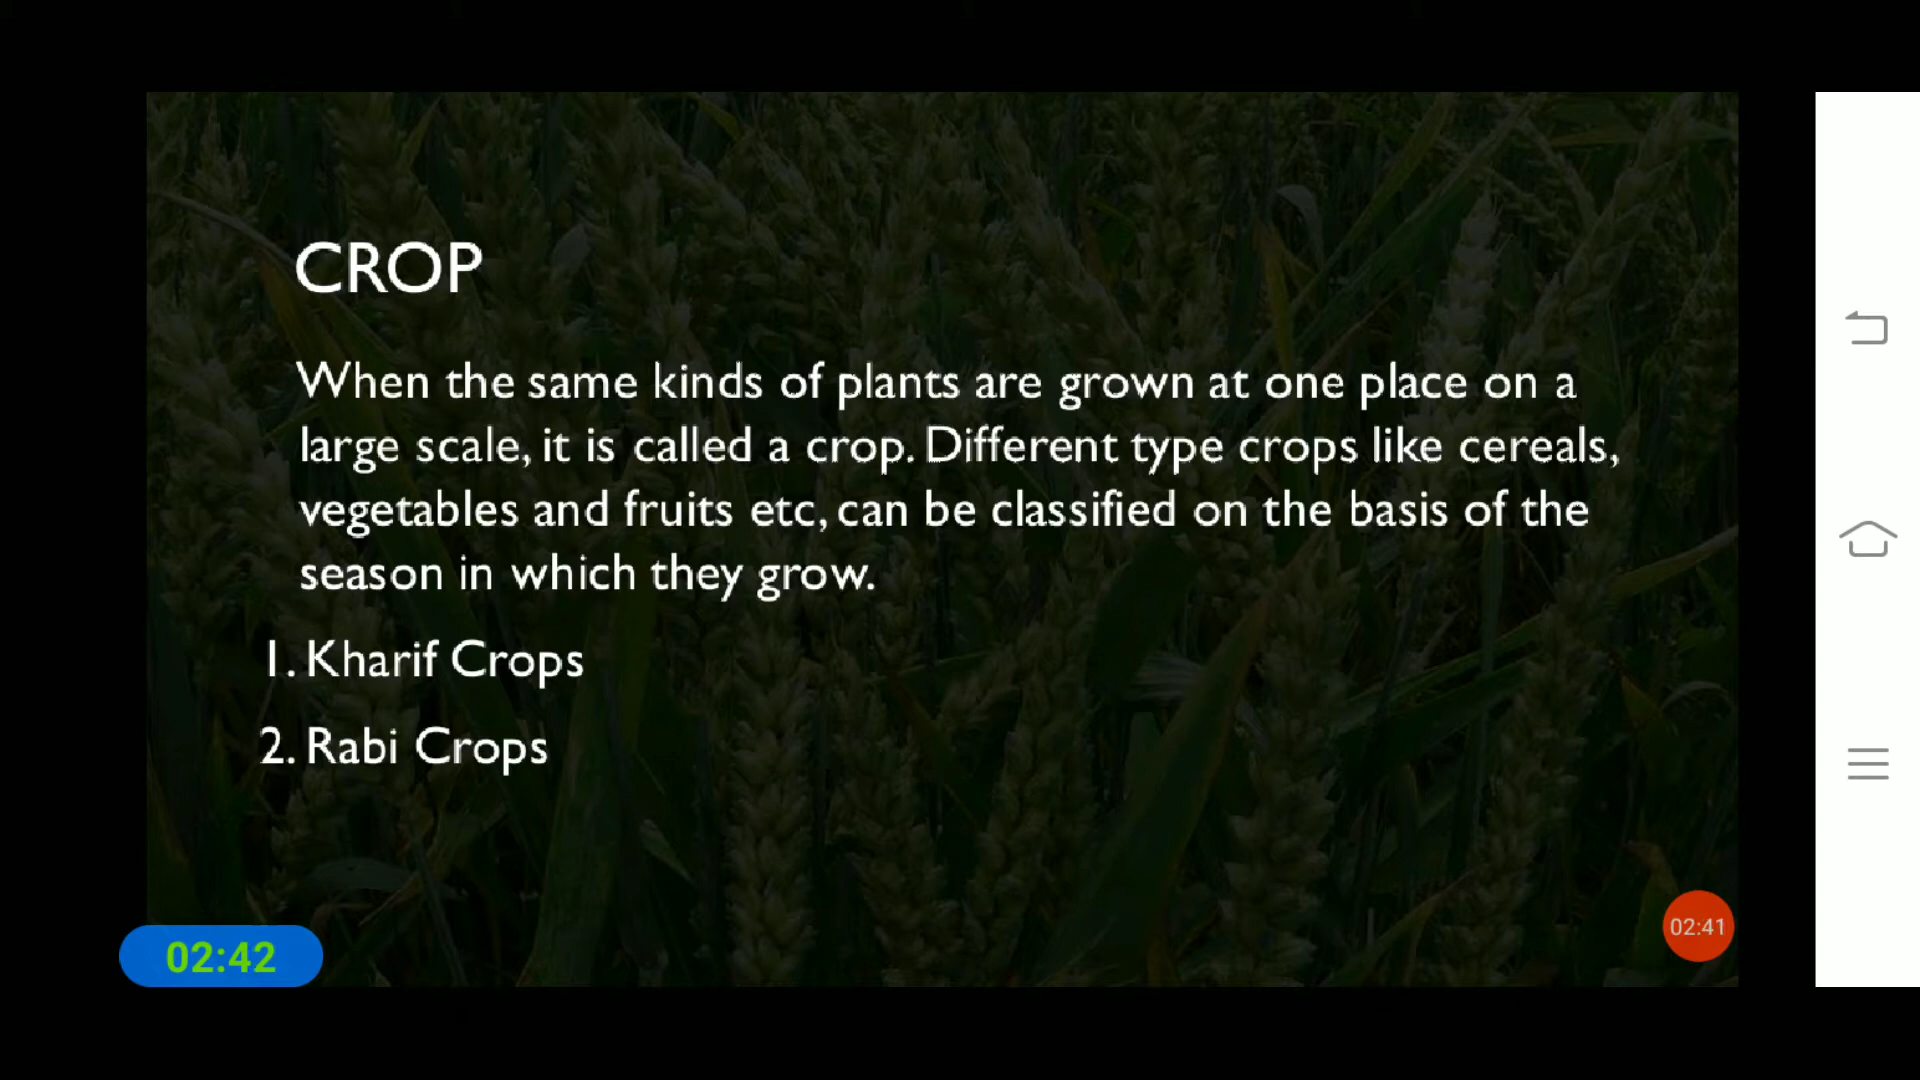 CROP
When the same kinds of plants are grown at one place on a
large scale, it is called a crop. Different type crops like cereals,
vegetables and fruits etc, can be classified on the basis of the
season in which they grow.
1. Kharif Crops
2. Rabi Crops
02:41
02:42